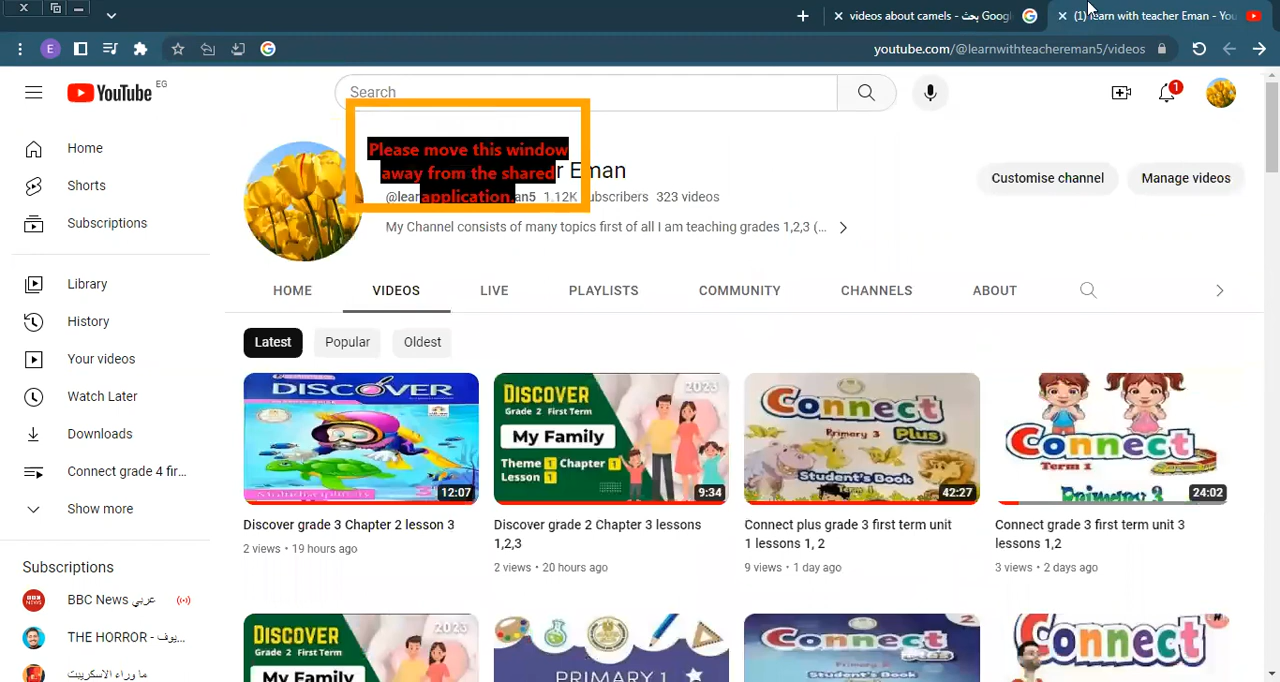 videos about camels - بحث Google
(1) learn with teacher Eman - You
E
youtube.com/@learnwithteachereman5/videos
YouTube EG
Search
1
Please move this window
away from the shared
application.
r Eman
@lear an5 1.12K ubscribers 323 videos
My Channel consists of many topics first of all I am teaching grades 1,2,3 (...
Customise channel
Manage videos
Home
Shorts
Subscriptions
Library
History
Your videos
Watch Later
Downloads
Connect grade 4 fir...
Show more
Subscriptions
BBC News عربي
THE HORROR - يوف...
ما وراء الاسكريبت
HOME
VIDEOS
LIVE
PLAYLISTS
COMMUNITY
CHANNELS
ABOUT
Latest
Popular
Oldest
DISCOVER
12:07
Discover grade 3 Chapter 2 lesson 3
2 views • 19 hours ago
2023
DISCOVER
Grade 2 First Term
My Family
Theme 1 Chapter 1
Lesson 1
9:34
Discover grade 2 Chapter 3 lessons
1,2,3
2 views • 20 hours ago
Connect
Primary 3 Plus
Student's Book
Term 1
42:27
Connect plus grade 3 first term unit
1 lessons 1, 2
9 views • 1 day ago
Connect
Term 1
Primary 3
24:02
Connect grade 3 first term unit 3
lessons 1,2
3 views • 2 days ago
2023
DISCOVER
Grade 2 First Term
My Family
PRIMARY 1
Connect
2
Plus
Student's Book
Connect